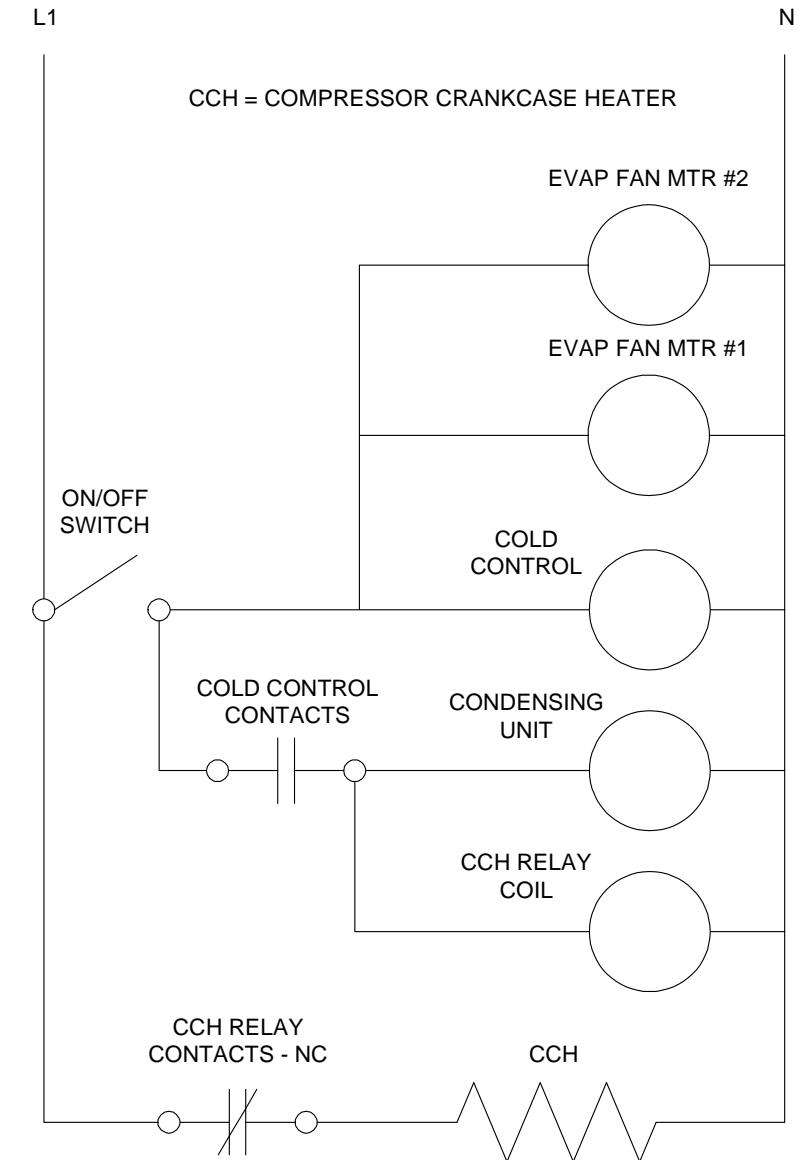 L1
N
CCH = COMPRESSOR CRANKCASE HEATER
EVAP FAN MTR #2
EVAP FAN MTR #1
ON/OFF
SWITCH
COLD
CONTROL
COLD CONTROL
CONTACTS
CONDENSING
UNIT
CCH RELAY
COIL
CCH RELAY
CONTACTS - NC
CCH